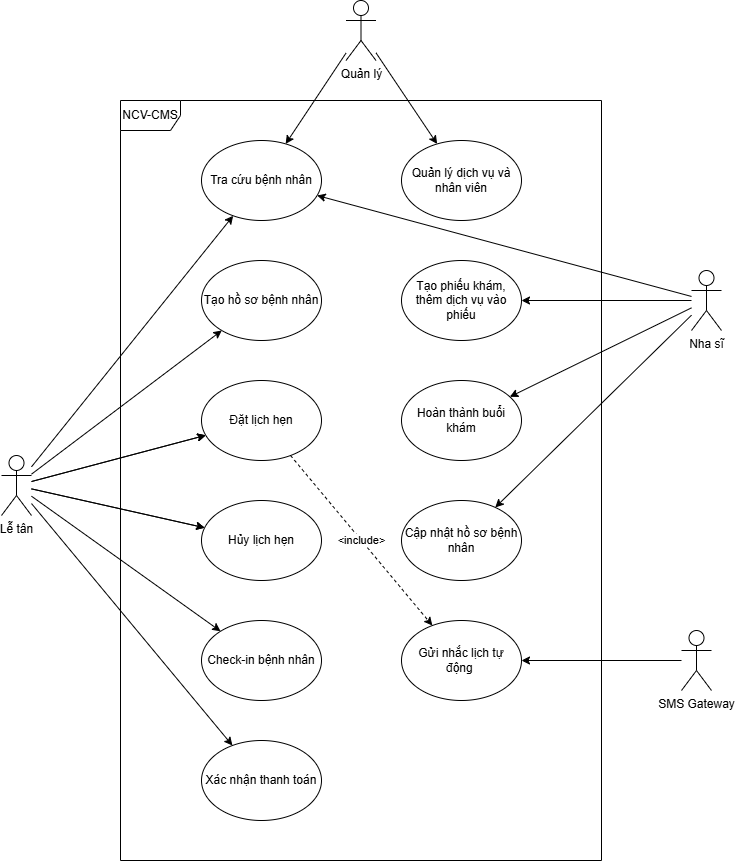 Quản lý
NCV-CMS
Tra cứu bệnh nhân
Quản lý dịch vụ và
nhân viên
Tạo hồ sơ bệnh nhân
Tạo phiếu khám,
thêm dịch vụ vào
phiếu
Nha sĩ
Đặt lịch hẹn
Hoàn thành buổi
khám
Lễ tân
Hủy lịch hẹn
<include>
Cập nhật hồ sơ bệnh
nhân
Check-in bệnh nhân
Gửi nhắc lịch tự
động
SMS Gateway
Xác nhận thanh toán